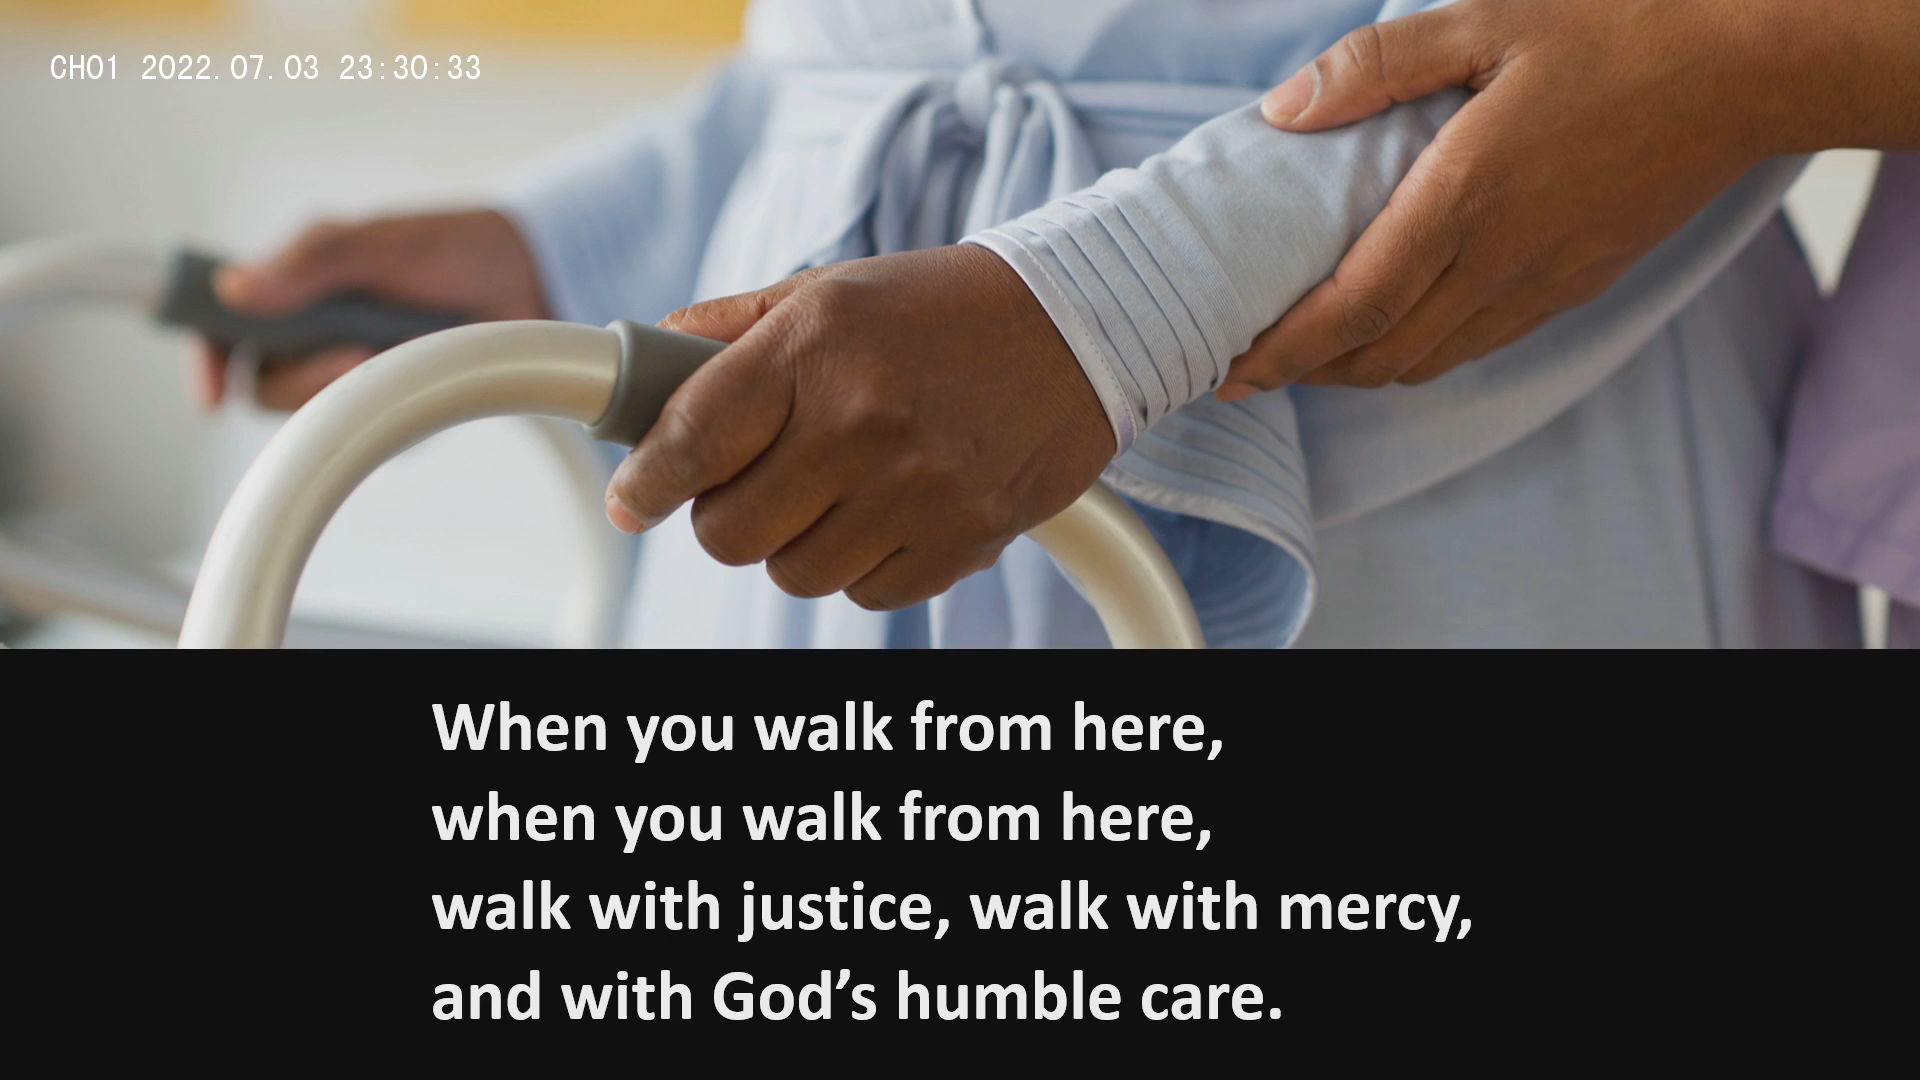 CH01 2022.07.03 23:30:33
When you walk from here,
when you walk from here,
walk with justice, walk with mercy,
and with God’s humble care.